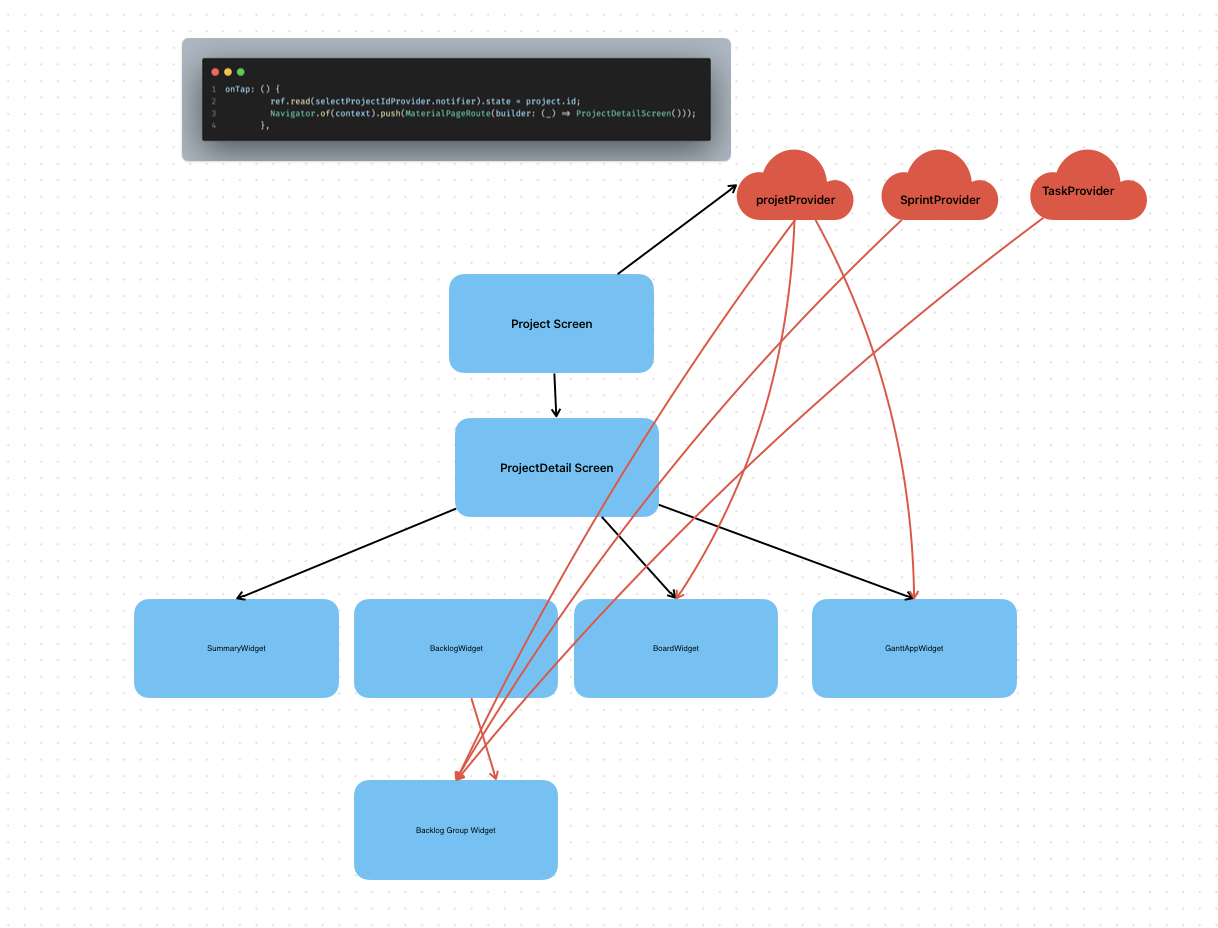 1 onTap: () {
2 ref.read(selectProjectIdProvider.notifier).state = project.id;
3 Navigator.of(context).push(MaterialPageRoute(builder: (_) => ProjectDetailScreen()));
4 },
projetProvider
SprintProvider
TaskProvider
Project Screen
ProjectDetail Screen
SummaryWidget
BacklogWidget
BoardWidget
GanttAppWidget
Backlog Group Widget